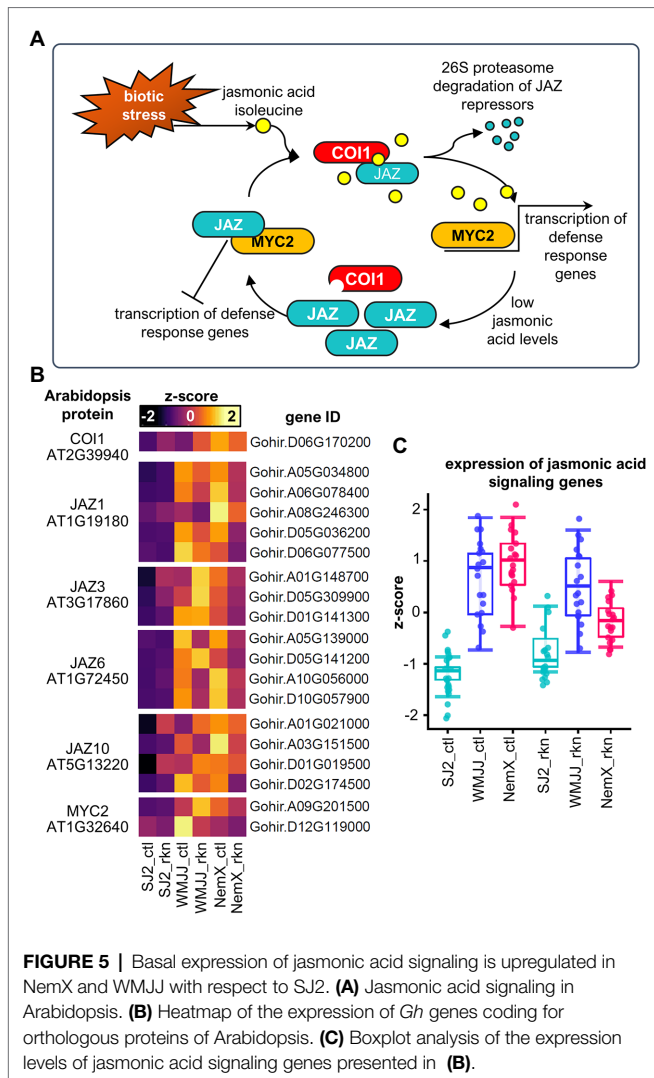 A
biotic
stress
jasmonic acid
isoleucine
26S proteasome
degradation of JAZ
repressors
COI1
JAZ
JAZ
MYC2
MYC2
transcription of
defense
response
genes
transcription of defense
response genes
COI1
JAZ
JAZ
JAZ
low
jasmonic
acid levels
B
Arabidopsis
protein
z-score
-2 0 2
gene ID
COI1
AT2G39940
Gohir.D06G170200
JAZ1
AT1G19180
Gohir.A05G034800
Gohir.A06G078400
Gohir.A08G246300
Gohir.D05G036200
Gohir.D06G077500
JAZ3
AT3G17860
Gohir.A01G148700
Gohir.D05G309900
Gohir.D01G141300
JAZ6
AT1G72450
Gohir.A05G139000
Gohir.D05G141200
Gohir.A10G056000
Gohir.D10G057900
JAZ10
AT5G13220
Gohir.A01G021000
Gohir.A03G151500
Gohir.D01G019500
Gohir.D02G174500
MYC2
AT1G32640
Gohir.A09G201500
Gohir.D12G119000
SJ2_ctl
SJ2_rkn
WMJJ_ctl
WMJJ_rkn
NemX_ctl
NemX_rkn
C
expression of jasmonic acid
signaling genes
z-score
2
1
0
-1
-2
SJ2_ctl
WMJJ_ctl
NemX_ctl
SJ2_rkn
WMJJ_rkn
NemX_rkn
FIGURE 5 | Basal expression of jasmonic acid signaling is upregulated in
NemX and WMJJ with respect to SJ2. (A) Jasmonic acid signaling in
Arabidopsis. (B) Heatmap of the expression of Gh genes coding for
orthologous proteins of Arabidopsis. (C) Boxplot analysis of the expression
levels of jasmonic acid signaling genes presented in (B).